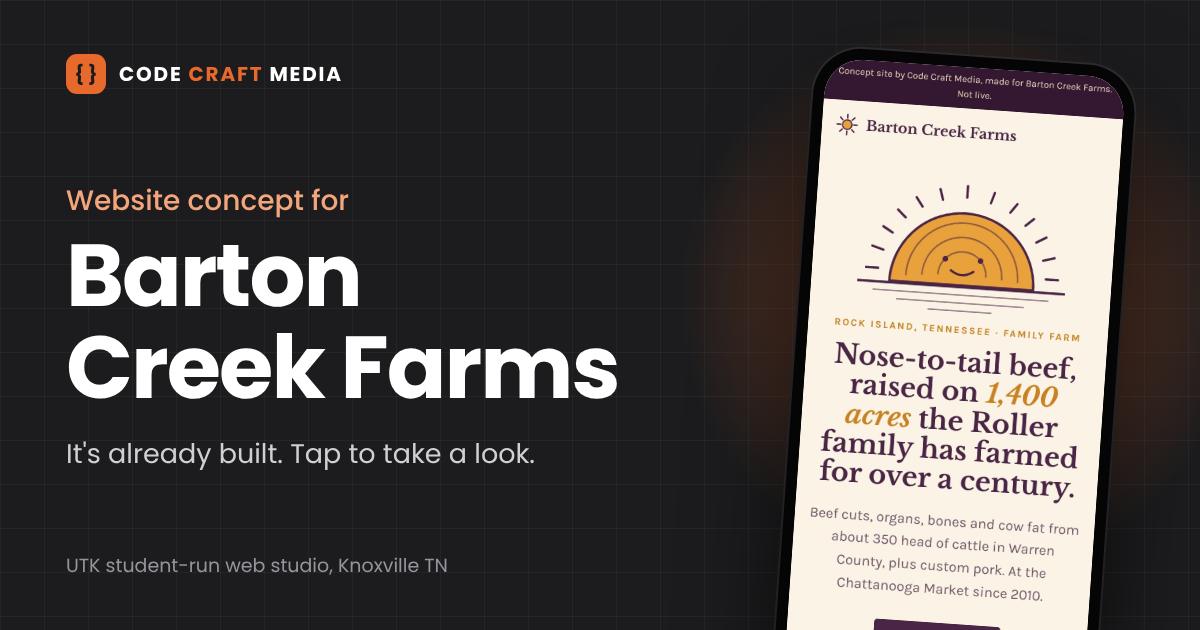 { } CODE CRAFT MEDIA
Website concept for
Barton
Creek Farms
It's already built. Tap to take a look.
UTK student-run web studio, Knoxville TN
Concept site by Code Craft Media, made for Barton Creek Farms.
Not live.
Barton Creek Farms
ROCK ISLAND, TENNESSEE · FAMILY FARM
Nose-to-tail beef,
raised on 1,400
acres the Roller
family has farmed
for over a century.
Beef cuts, organs, bones and cow fat from
about 350 head of cattle in Warren
County, plus custom pork. At the
Chattanooga Market since 2010.